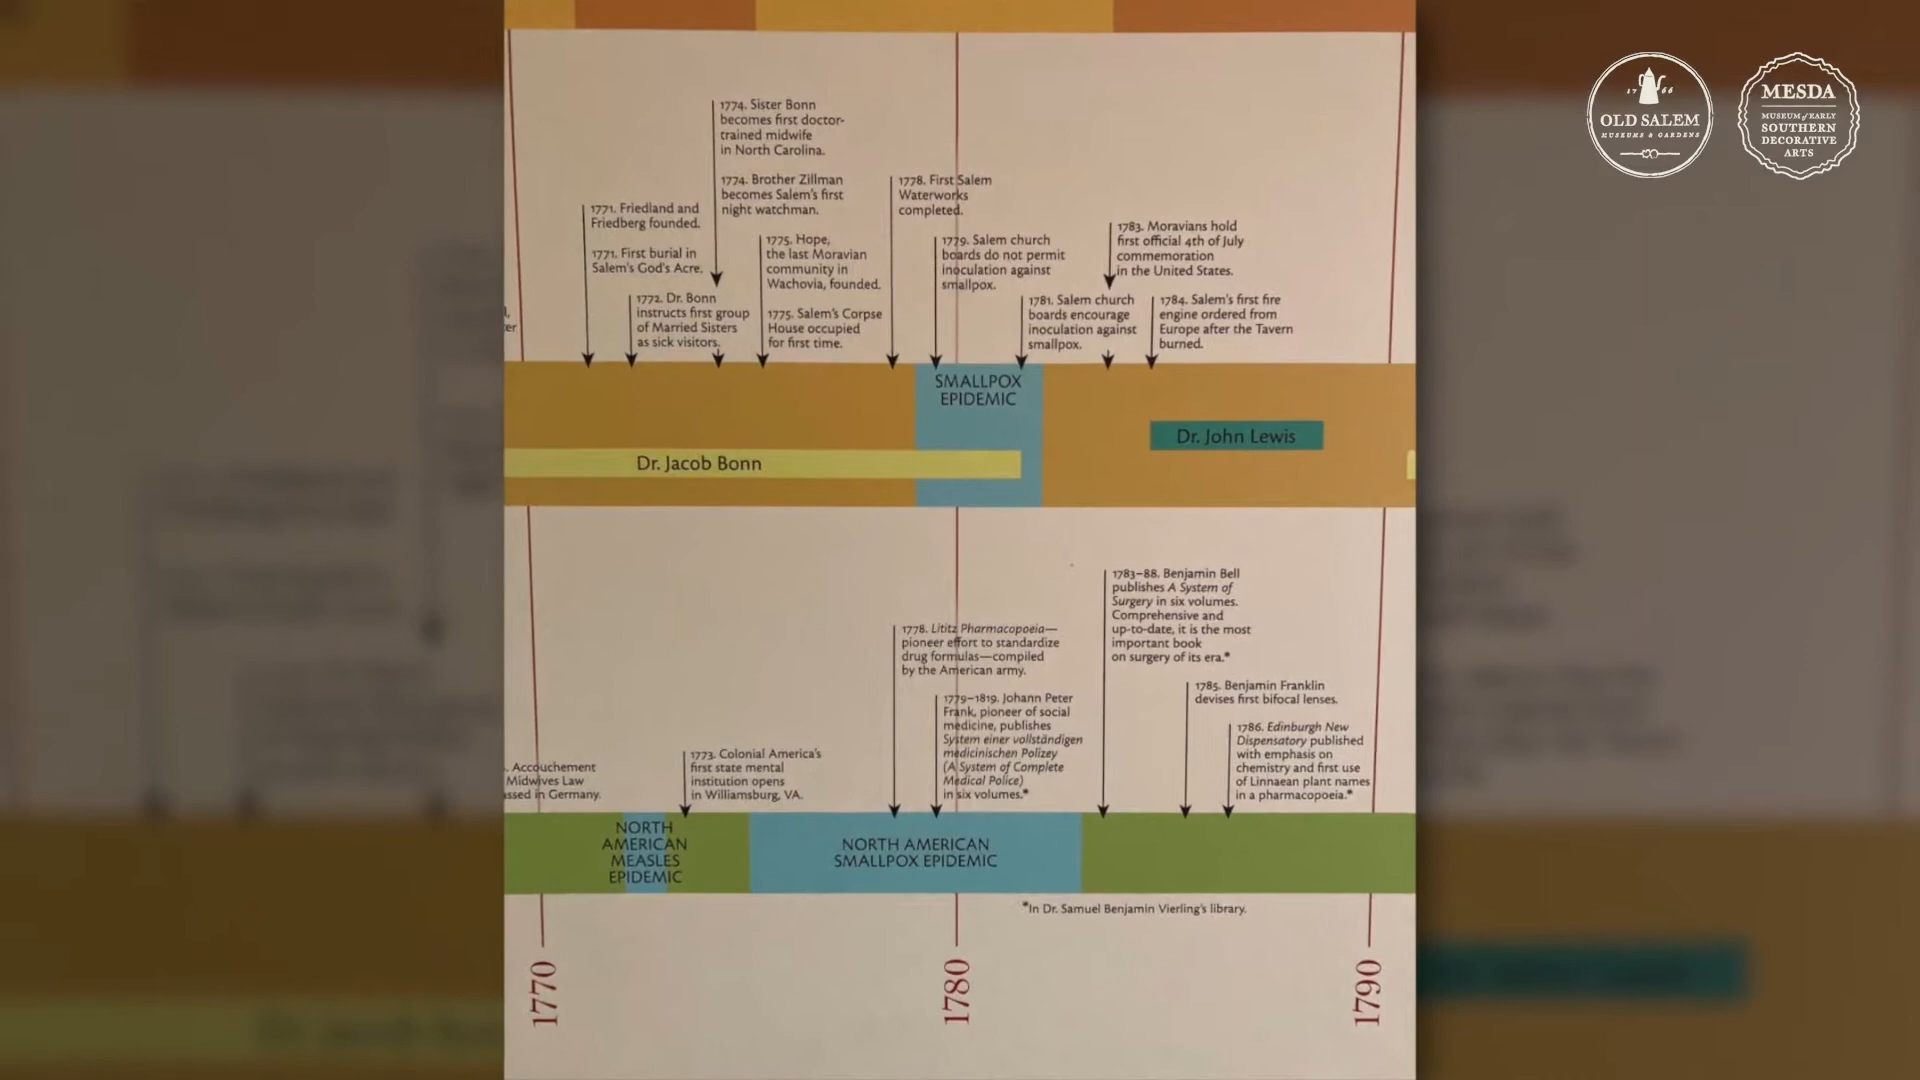 1774. Sister Bonn
becomes first doctor-
trained midwife
in North Carolina.
1774. Brother Zillman
becomes Salem's first
night watchman.
1771. Friedland and
Friedberg founded.
1771. First burial in
Salem's God's Acre.
1772. Dr. Bonn
instructs first group
of Married Sisters
as sick visitors.
1775. Hope,
the last Moravian
community in
Wachovia, founded.
1775. Salem's Corpse
House occupied
for first time.
1778. First Salem
Waterworks
completed.
1779. Salem church
boards do not permit
inoculation against
smallpox.
1781. Salem church
boards encourage
inoculation against
smallpox.
1783. Moravians hold
first official 4th of July
commemoration
in the United States.
1784. Salem's first fire
engine ordered from
Europe after the Tavern
burned.
SMALLPOX
EPIDEMIC
Dr. John Lewis
Dr. Jacob Bonn
. Accouchement
Midwives Law
ssed in Germany.
1773. Colonial America's
first state mental
institution opens
in Williamsburg, VA.
1778. Lititz Pharmacopoeia—
pioneer effort to standardize
drug formulas—compiled
by the American army.
1779–1819. Johann Peter
Frank, pioneer of social
medicine, publishes
System einer vollständigen
medicinischen Polizey
(A System of Complete
Medical Police)
in six volumes.*
1783–88. Benjamin Bell
publishes A System of
Surgery in six volumes.
Comprehensive and
up-to-date, it is the most
important book
on surgery of its era.*
1785. Benjamin Franklin
devises first bifocal lenses.
1786. Edinburgh New
Dispensatory published
with emphasis on
chemistry and first use
of Linnaean plant names
in a pharmacopoeia.*
NORTH
AMERICAN
MEASLES
EPIDEMIC
NORTH AMERICAN
SMALLPOX EPIDEMIC
*In Dr. Samuel Benjamin Vierling's library.
1770
1780
1790
17 66
OLD SALEM
MUSEUMS & GARDENS
MESDA
MUSEUM of EARLY
SOUTHERN
DECORATIVE
ARTS